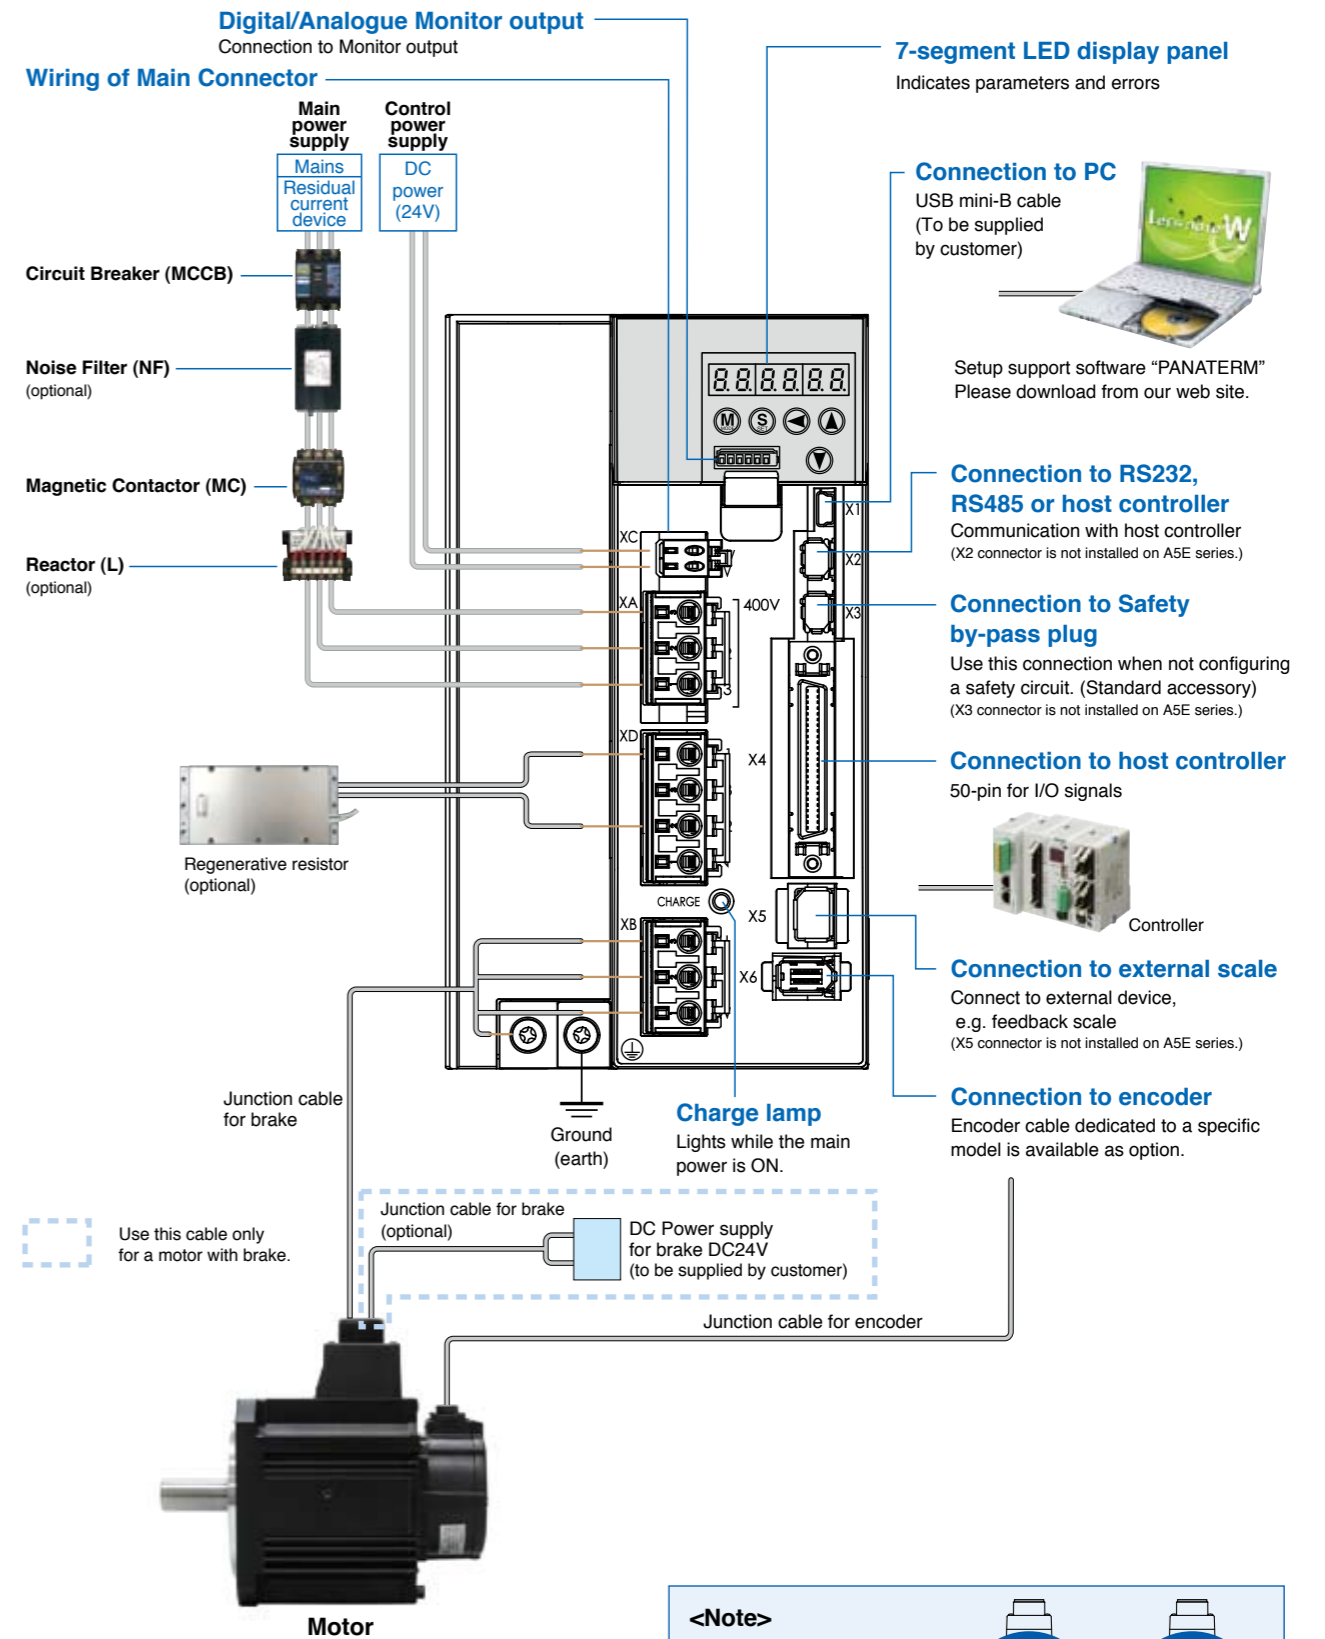 Digital/Analogue Monitor output
Connection to Monitor output
Wiring of Main Connector
7-segment LED display panel
Indicates parameters and errors
Main
power
supply
Control
power
supply
Mains
Residual
current
device
DC
power
(24V)
Connection to PC
USB mini-B cable
(To be supplied
by customer)
Let's note W
Setup support software “PANATERM”
Please download from our web site.
Circuit Breaker (MCCB)
Noise Filter (NF)
(optional)
Magnetic Contactor (MC)
Reactor (L)
(optional)
8.8.8.8.8.8.
M
S
SET
X1
X2
X3
XC
XA
400V
3
XD
X4
CHARGE
X5
XB
X6
Connection to RS232,
RS485 or host controller
Communication with host controller
(X2 connector is not installed on A5E series.)
Connection to Safety
by-pass plug
Use this connection when not configuring
a safety circuit. (Standard accessory)
(X3 connector is not installed on A5E series.)
Connection to host controller
50-pin for I/O signals
Controller
Regenerative resistor
(optional)
Connection to external scale
Connect to external device,
e.g. feedback scale
(X5 connector is not installed on A5E series.)
Connection to encoder
Encoder cable dedicated to a specific
model is available as option.
Junction cable
for brake
Ground
(earth)
Charge lamp
Lights while the main
power is ON.
Use this cable only
for a motor with brake.
Junction cable for brake
(optional)
DC Power supply
for brake DC24V
(to be supplied by customer)
Junction cable for encoder
Motor
<Note>